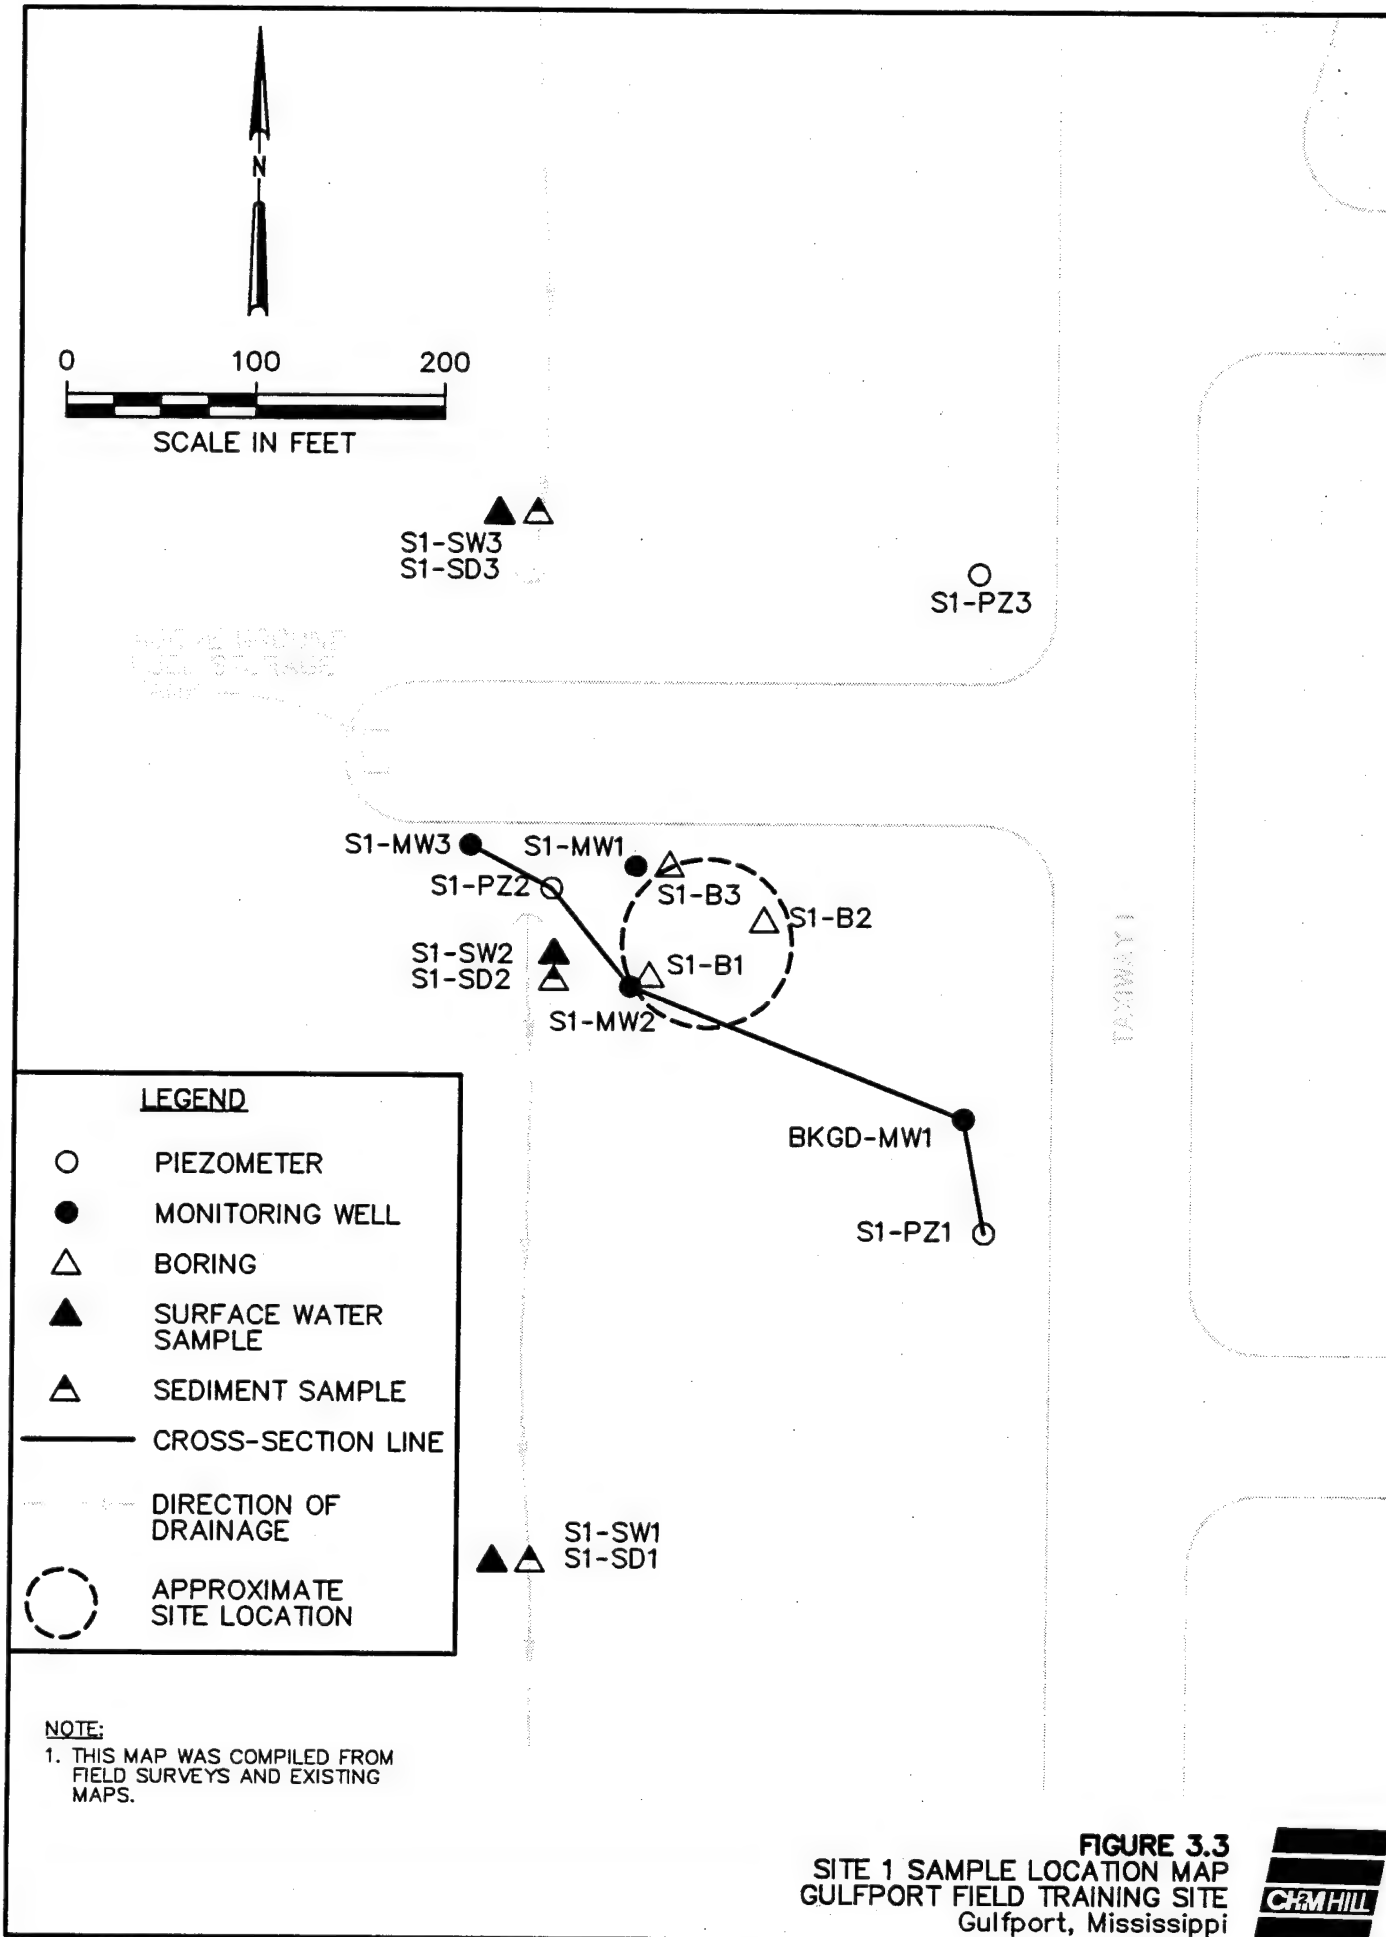 N
0 100 200
SCALE IN FEET
S1-SW3
S1-SD3
S1-PZ3
S1-MW3
S1-MW1
S1-PZ2
S1-B3
S1-B2
S1-SW2
S1-SD2
S1-B1
S1-MW2
TAXIWAY I
BKGD-MW1
S1-PZ1
LEGEND
PIEZOMETER
MONITORING WELL
BORING
SURFACE WATER
SAMPLE
SEDIMENT SAMPLE
CROSS-SECTION LINE
DIRECTION OF
DRAINAGE
APPROXIMATE
SITE LOCATION
S1-SW1
S1-SD1
NOTE:
1. THIS MAP WAS COMPILED FROM
FIELD SURVEYS AND EXISTING
MAPS.
FIGURE 3.3
SITE 1 SAMPLE LOCATION MAP
GULFPORT FIELD TRAINING SITE
Gulfport, Mississippi
CH2M HILL